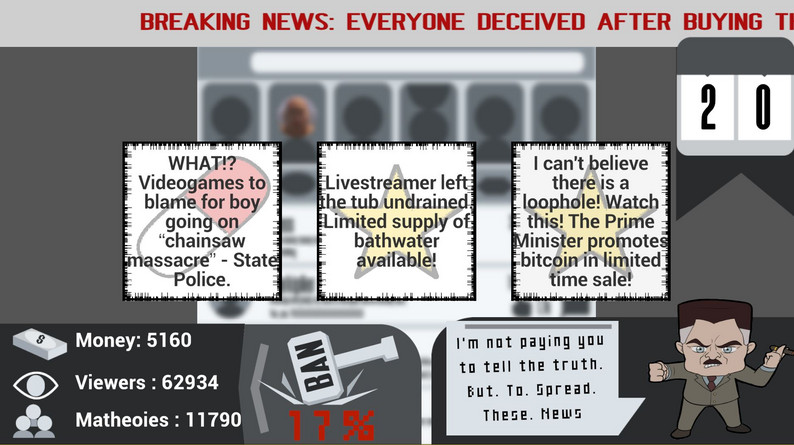 BREAKING NEWS: EVERYONE DECEIVED AFTER BUYING
2 0
WHAT!?
Videogames to
blame for boy
going on
“chainsaw
massacre” - State
Police.
Livestreamer left
the tub undrained.
Limited supply of
bathwater
available!
I can't believe
there is a
loophole! Watch
this! The Prime
Minister promotes
bitcoin in limited
time sale!
Money: 5160
Viewers : 62934
Matheoies : 11790
BAN
17%
I'm not paying you
to tell the truth.
But. To. Spread.
These. News